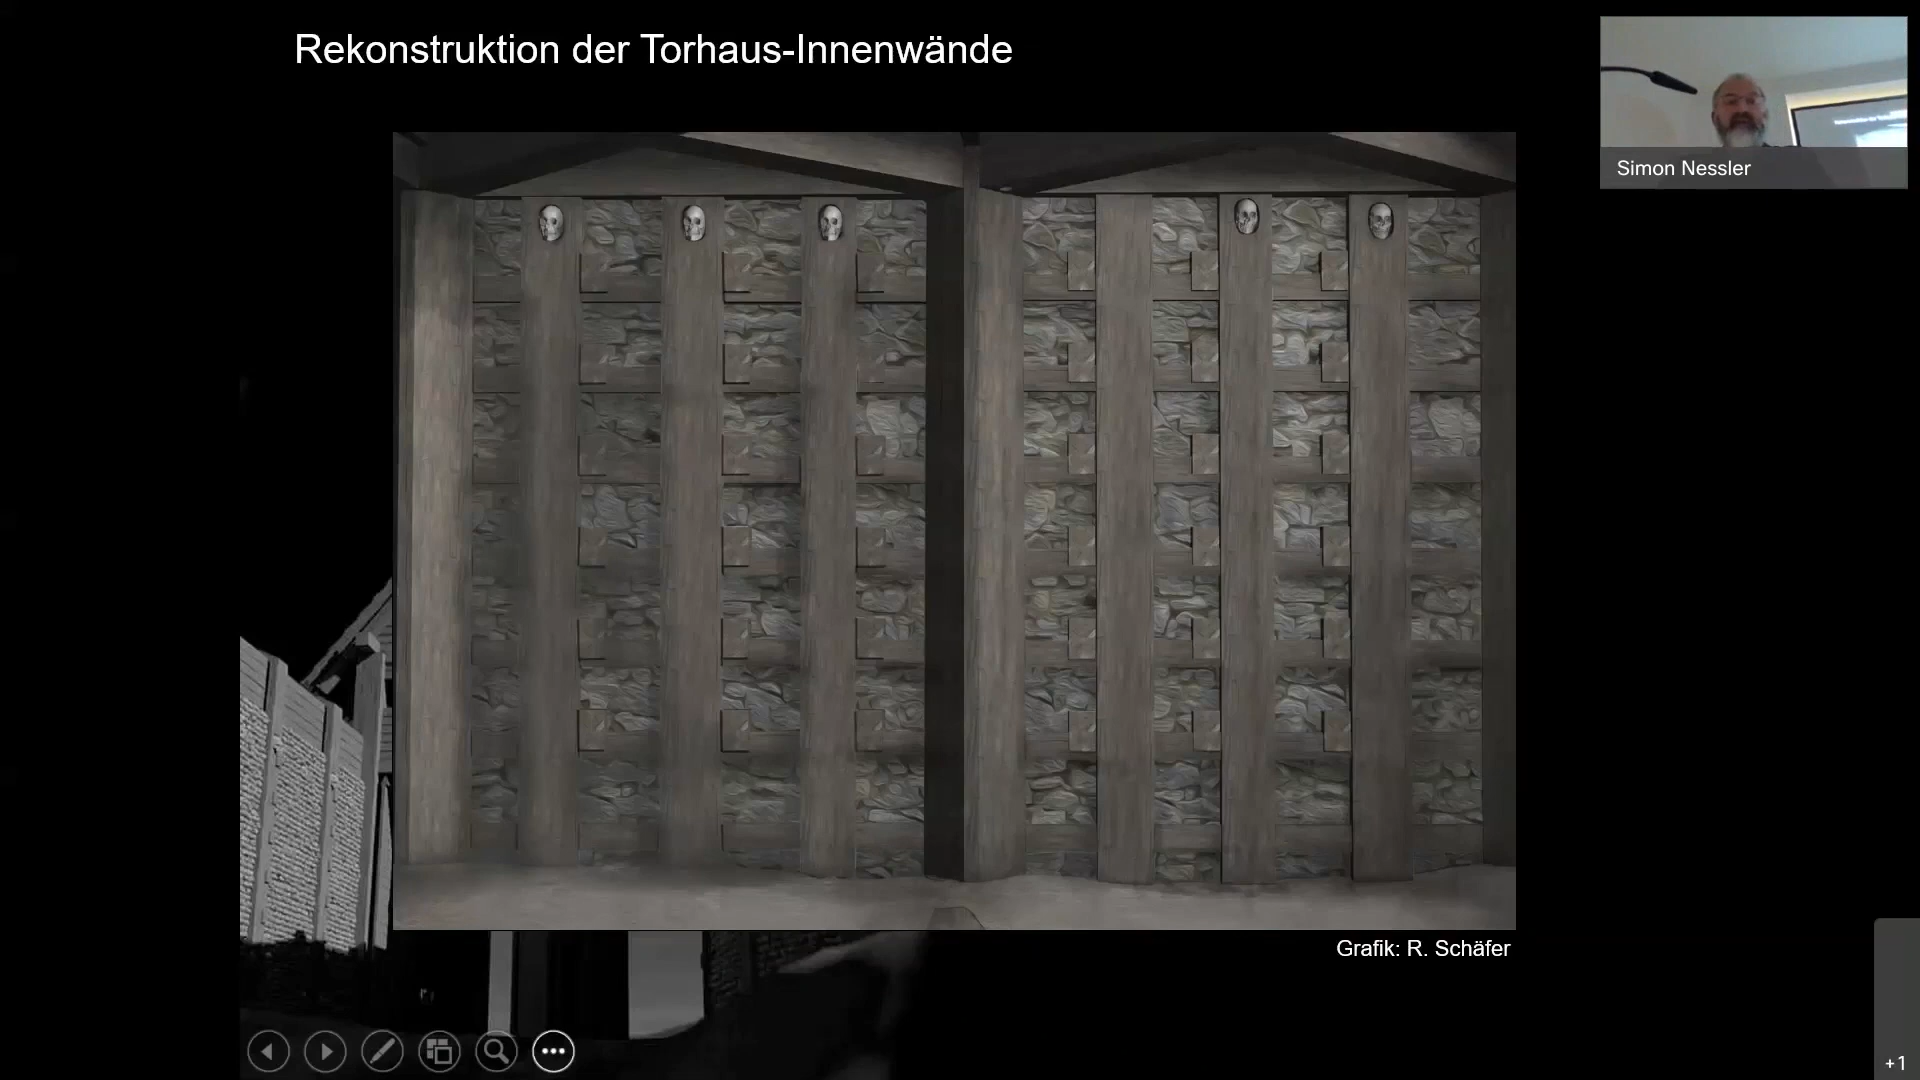 Rekonstruktion der Torhaus-Innenwände
Simon Nessler
Grafik: R. Schäfer
+1